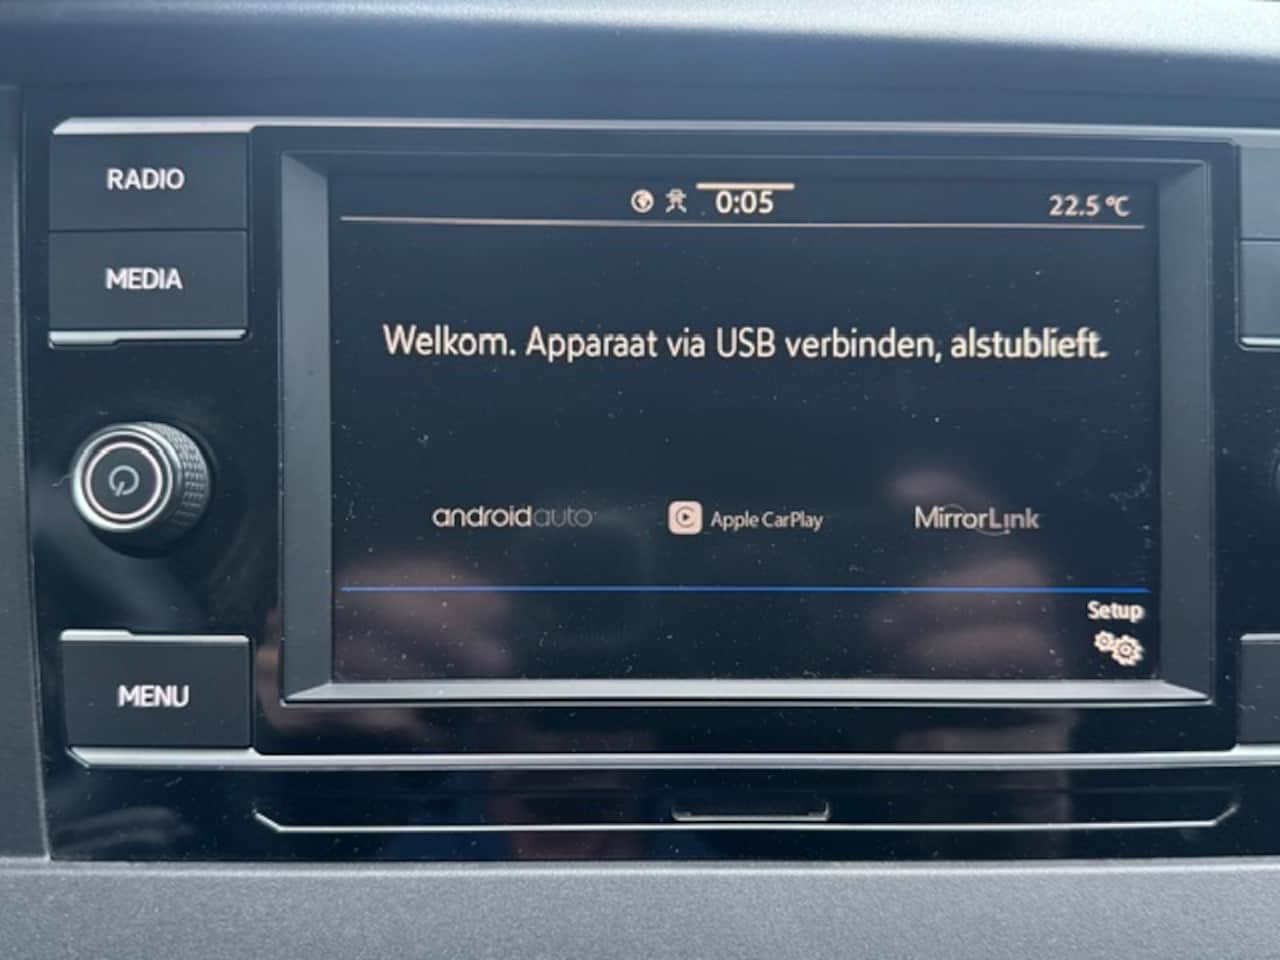 RADIO
MEDIA
MENU
0:05
22.5 °C
Welkom. Apparaat via USB verbinden, alstublieft.
androidauto
Apple CarPlay
MirrorLink
Setup